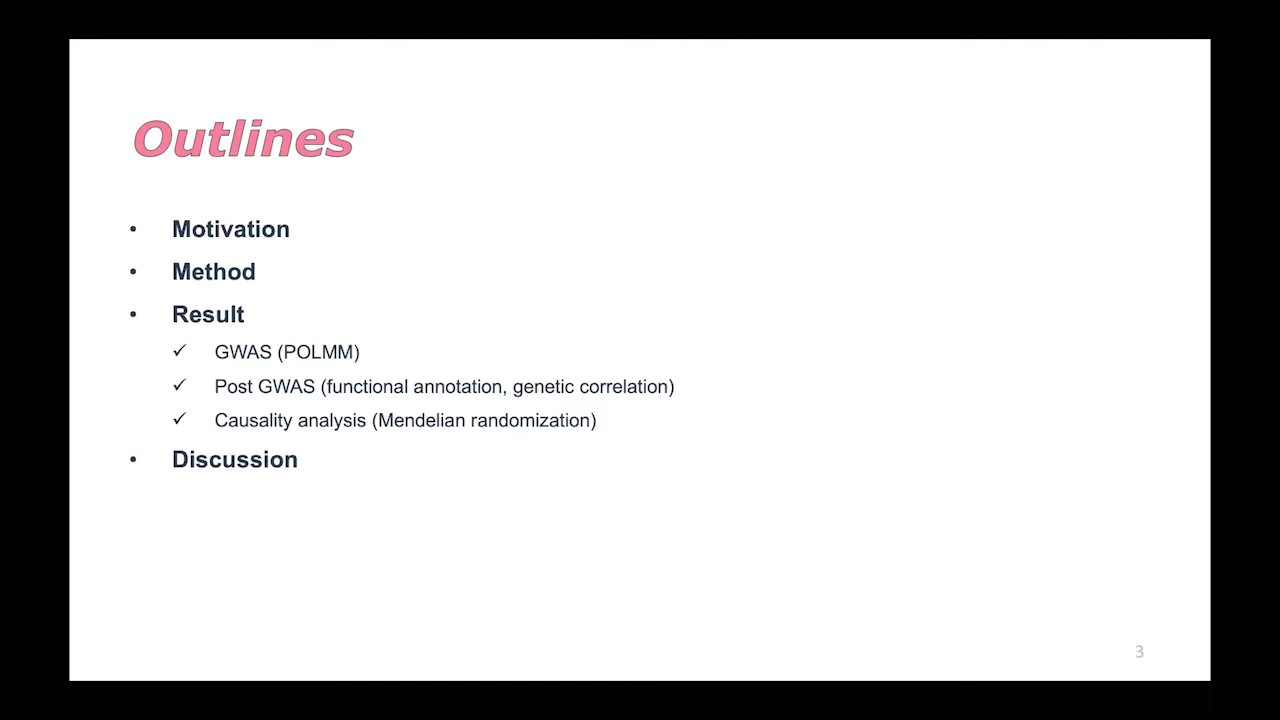 Outlines
• Motivation
• Method
• Result
✓ GWAS (POLMM)
✓ Post GWAS (functional annotation, genetic correlation)
✓ Causality analysis (Mendelian randomization)
• Discussion
3